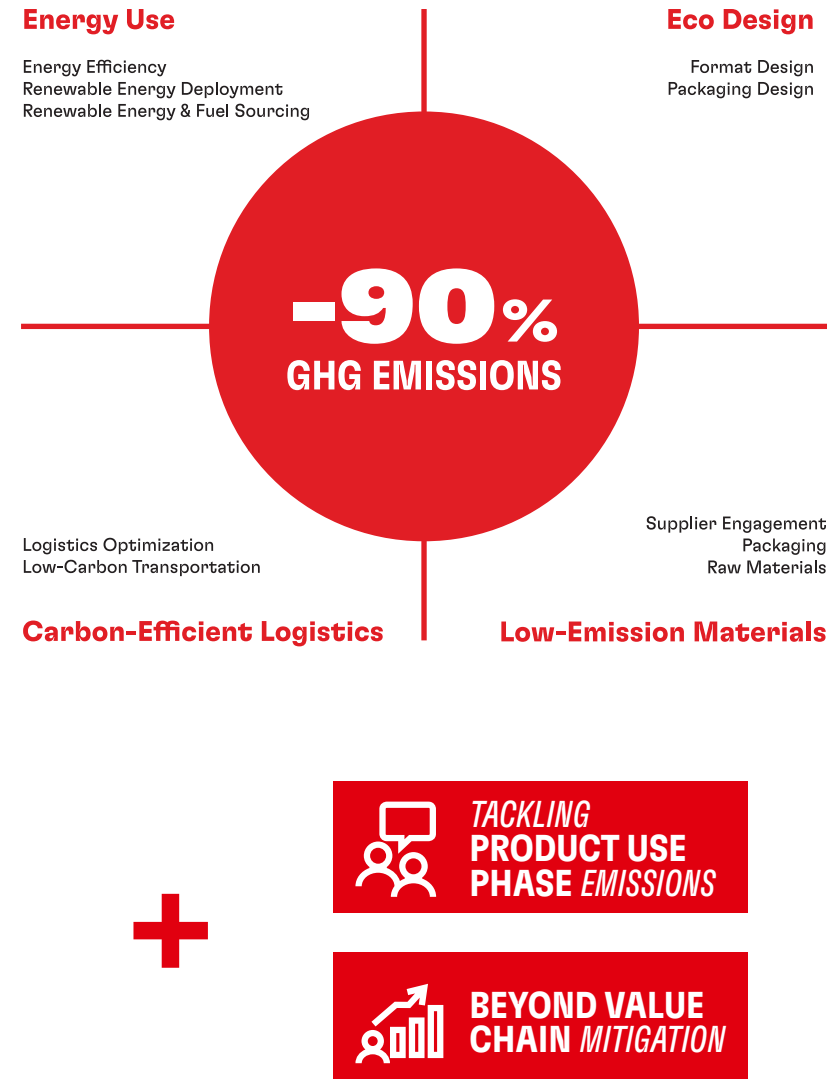 Energy Use
Energy Efficiency
Renewable Energy Deployment
Renewable Energy & Fuel Sourcing
Eco Design
Format Design
Packaging Design
-90%
GHG EMISSIONS
Logistics Optimization
Low-Carbon Transportation
Carbon-Efficient Logistics
Supplier Engagement
Packaging
Raw Materials
Low-Emission Materials
+
TACKLING
PRODUCT USE
PHASE EMISSIONS
BEYOND VALUE
CHAIN MITIGATION